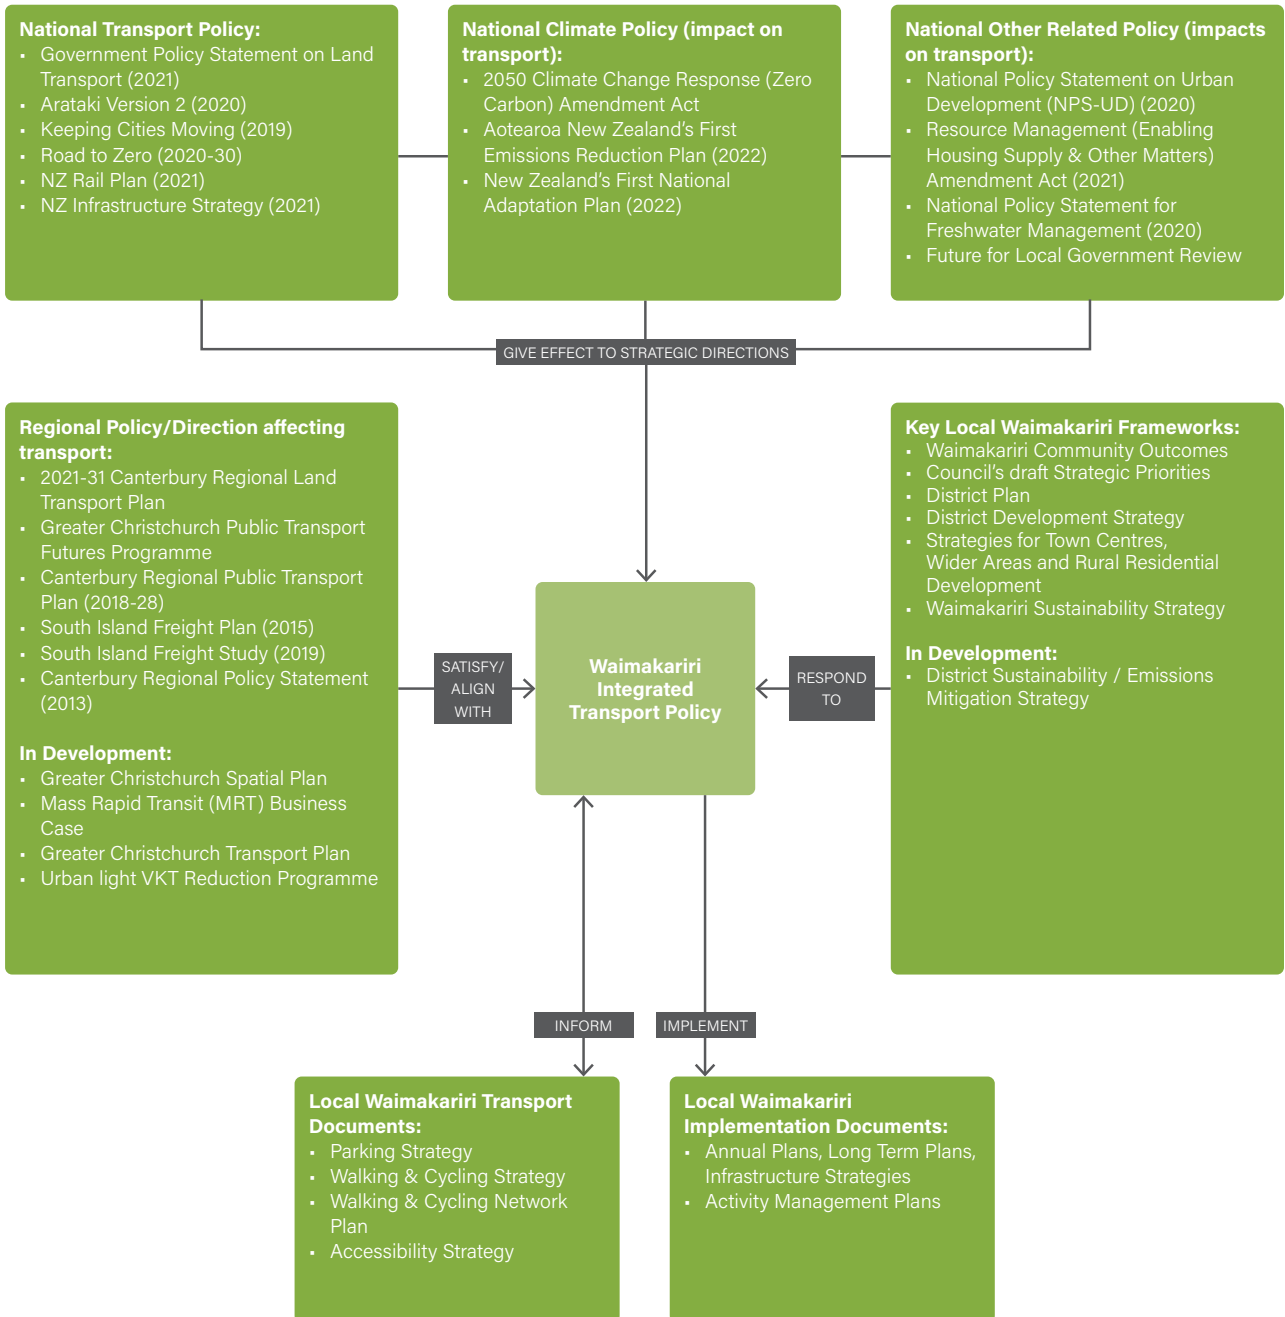 National Transport Policy:
• Government Policy Statement on Land
Transport (2021)
• Arataki Version 2 (2020)
• Keeping Cities Moving (2019)
• Road to Zero (2020-30)
• NZ Rail Plan (2021)
• NZ Infrastructure Strategy (2021)
National Climate Policy (impact on
transport):
• 2050 Climate Change Response (Zero
Carbon) Amendment Act
• Aotearoa New Zealand's First
Emissions Reduction Plan (2022)
• New Zealand's First National
Adaptation Plan (2022)
National Other Related Policy (impacts
on transport):
• National Policy Statement on Urban
Development (NPS-UD) (2020)
• Resource Management (Enabling
Housing Supply & Other Matters)
Amendment Act (2021)
• National Policy Statement for
Freshwater Management (2020)
• Future for Local Government Review
GIVE EFFECT TO STRATEGIC DIRECTIONS
Regional Policy/Direction affecting
transport:
• 2021-31 Canterbury Regional Land
Transport Plan
• Greater Christchurch Public Transport
Futures Programme
• Canterbury Regional Public Transport
Plan (2018-28)
• South Island Freight Plan (2015)
• South Island Freight Study (2019)
• Canterbury Regional Policy Statement
(2013)
In Development:
• Greater Christchurch Spatial Plan
• Mass Rapid Transit (MRT) Business
Case
• Greater Christchurch Transport Plan
• Urban light VKT Reduction Programme
SATISFY/
ALIGN
WITH
Waimakariri
Integrated
Transport Policy
RESPOND
TO
Key Local Waimakariri Frameworks:
• Waimakariri Community Outcomes
• Council's draft Strategic Priorities
• District Plan
• District Development Strategy
• Strategies for Town Centres,
Wider Areas and Rural Residential
Development
• Waimakariri Sustainability Strategy
In Development:
• District Sustainability / Emissions
Mitigation Strategy
INFORM
IMPLEMENT
Local Waimakariri Transport
Documents:
• Parking Strategy
• Walking & Cycling Strategy
• Walking & Cycling Network
Plan
• Accessibility Strategy
Local Waimakariri
Implementation Documents:
• Annual Plans, Long Term Plans,
Infrastructure Strategies
• Activity Management Plans